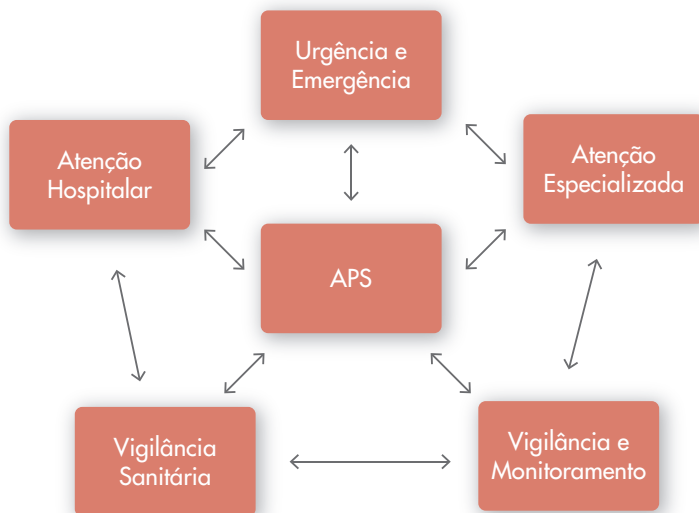 Urgência e
Emergência
Atenção
Hospitalar
Atenção
Especializada
APS
Vigilância
Sanitária
Vigilância e
Monitoramento